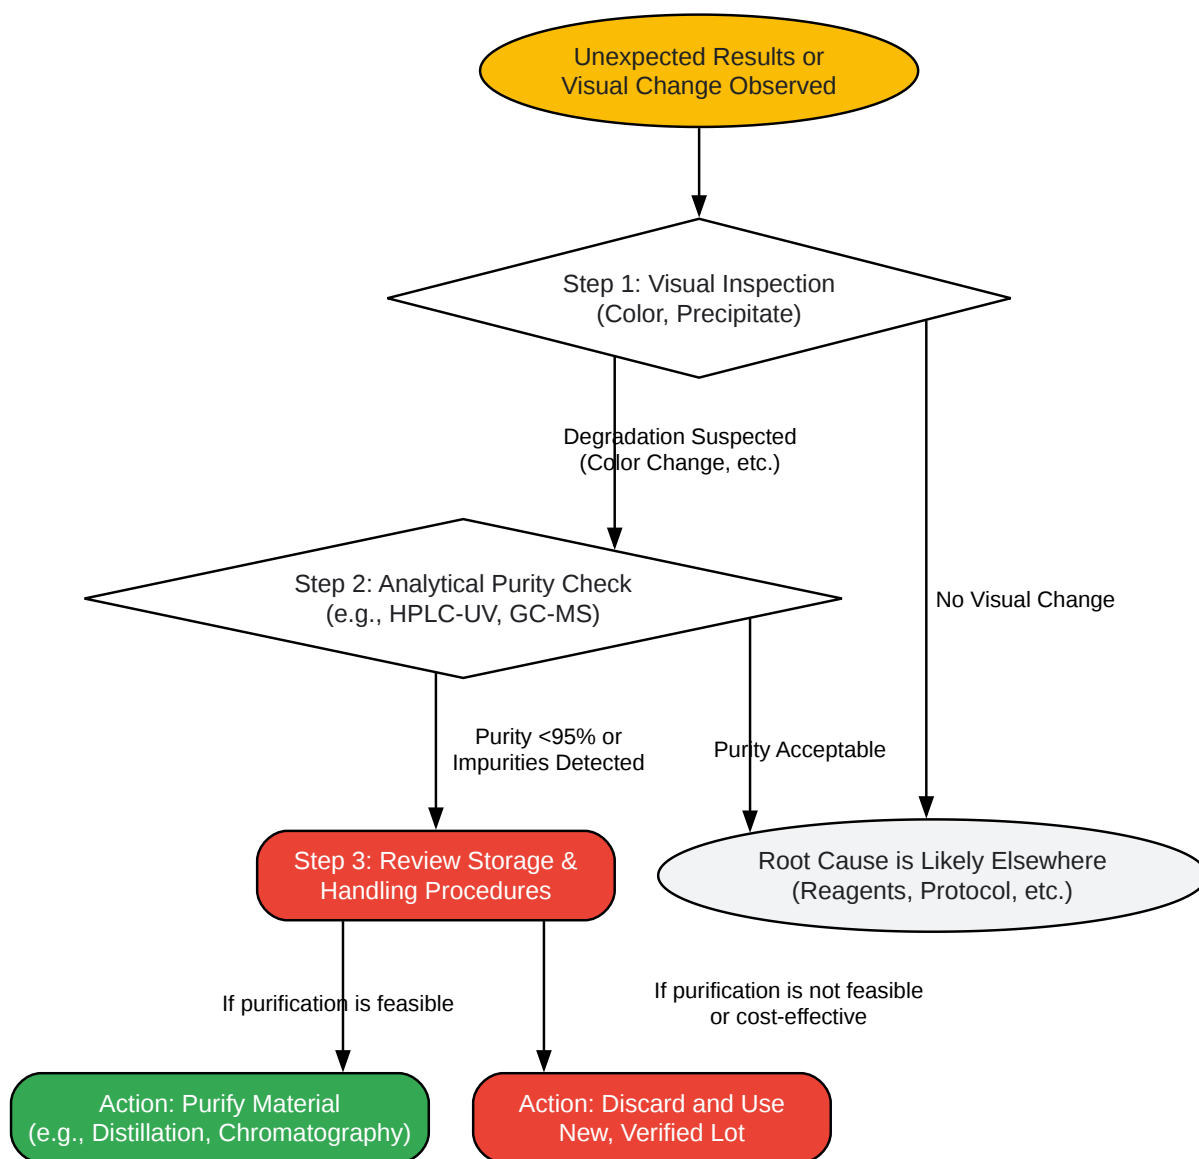 Unexpected Results or
Visual Change Observed
Step 1: Visual Inspection
(Color, Precipitate)
Degradation Suspected
(Color Change, etc.)
Step 2: Analytical Purity Check
(e.g., HPLC-UV, GC-MS)
No Visual Change
Purity <95% or
Impurities Detected
Purity Acceptable
Step 3: Review Storage &
Handling Procedures
Root Cause is Likely Elsewhere
(Reagents, Protocol, etc.)
If purification is feasible
If purification is not feasible
or cost-effective
Action: Purify Material
(e.g., Distillation, Chromatography)
Action: Discard and Use
New, Verified Lot